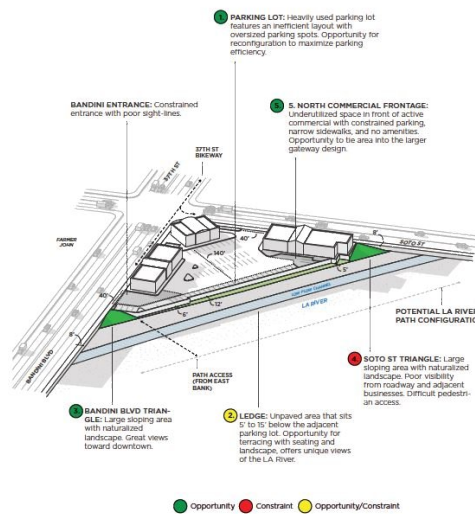 1. PARKING LOT: Heavily used parking lot
features an inefficient layout with
oversized parking spots. Opportunity for
reconfiguration to maximize parking
efficiency.
BANDINI ENTRANCE: Constrained
entrance with poor sight-lines.
5. 5. NORTH COMMERCIAL FRONTAGE:
Underutilized space in front of active
commercial with constrained parking,
narrow sidewalks, and no amenities.
Opportunity to tie area into the larger
gateway design.
37TH ST
BIKEWAY
37TH ST
FARMER
JOHN
40'
140'
40'
8'
SOTO ST
5'
12'
6'
LA RIVER
8'
BANDINI BLVD
POTENTIAL LA RIVER
PATH CONFIGURATIO
PATH ACCESS
(FROM EAST
BANK)
4. SOTO ST TRIANGLE: Large
sloping area with naturalized
landscape. Poor visibility
from roadway and adjacent
businesses. Difficult pedestri-
an access.
3. BANDINI BLVD TRIAN-
GLE: Large sloping area
with naturalized
landscape. Great views
toward downtown.
2. LEDGE: Unpaved area that sits
5' to 15' below the adjacent
parking lot. Opportunity for
terracing with seating and
landscape, offers unique views
of the LA River.
Opportunity
Constraint
Opportunity/Constraint